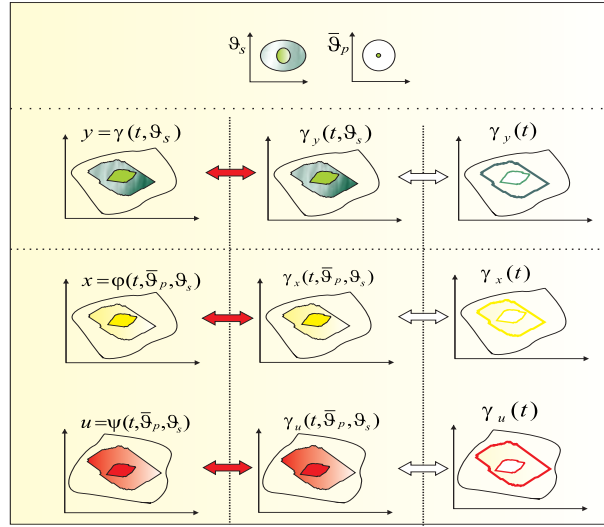 ϑ_s ϑ̅_p
y=γ(t,ϑ_s) γ_y(t,ϑ_s) γ_y(t)
x=φ(t,ϑ̅_p,ϑ_s) γ_x(t,ϑ̅_p,ϑ_s) γ_x(t)
u=ψ(t,ϑ̅_p,ϑ_s) γ_u(t,ϑ̅_p,ϑ_s) γ_u(t)